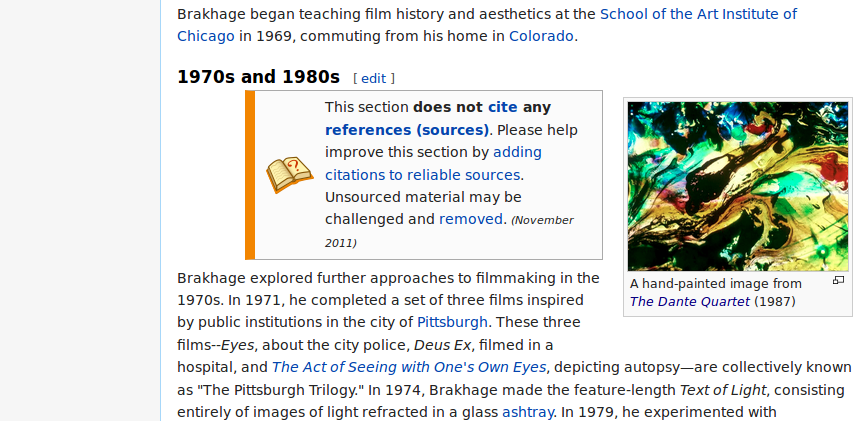 Brakhage began teaching film history and aesthetics at the School of the Art Institute of
Chicago in 1969, commuting from his home in Colorado.
1970s and 1980s [ edit ]
This section does not cite any
references (sources). Please help
improve this section by adding
citations to reliable sources.
Unsourced material may be
challenged and removed. (November
2011)
A hand-painted image from
The Dante Quartet (1987)
Brakhage explored further approaches to filmmaking in the
1970s. In 1971, he completed a set of three films inspired
by public institutions in the city of Pittsburgh. These three
films--Eyes, about the city police, Deus Ex, filmed in a
hospital, and The Act of Seeing with One's Own Eyes, depicting autopsy—are collectively known
as "The Pittsburgh Trilogy." In 1974, Brakhage made the feature-length Text of Light, consisting
entirely of images of light refracted in a glass ashtray. In 1979, he experimented with